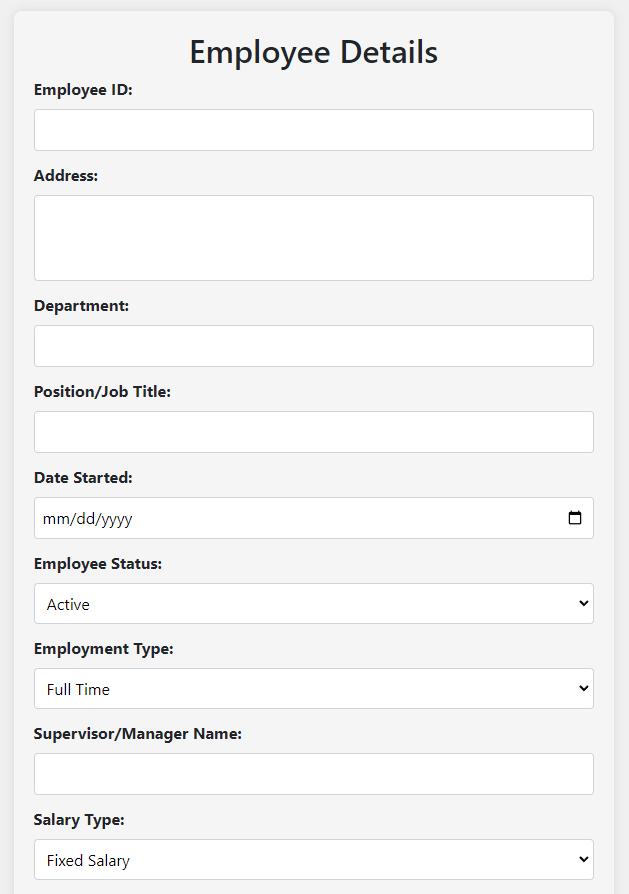 Employee Details
Employee ID:
Address:
Department:
Position/Job Title:
Date Started:
mm/dd/yyyy
Employee Status:
Active
Employment Type:
Full Time
Supervisor/Manager Name:
Salary Type:
Fixed Salary